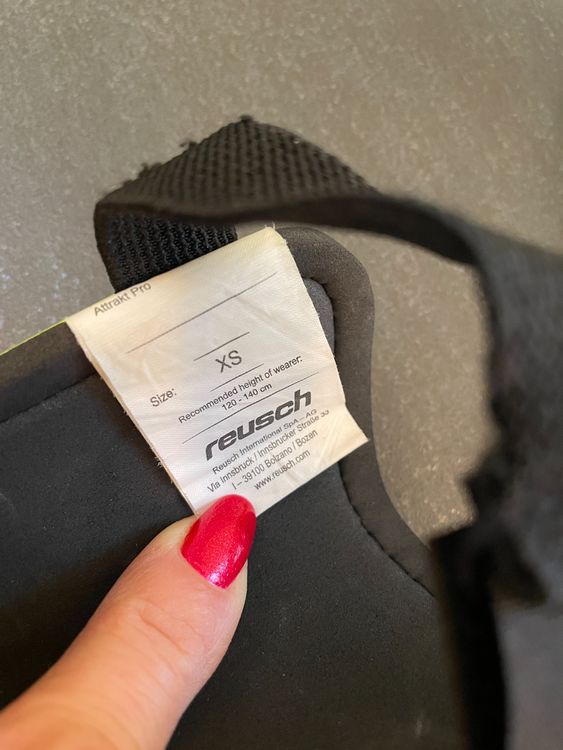 Attrakt Pro
Size:
XS
Recommended height of wearer:
120 - 140 cm
reusch
Reusch International SpA – AG
Via Innsbruck / Innsbrucker Straße 33
I – 39100 Bolzano / Bozan
www.reusch.com